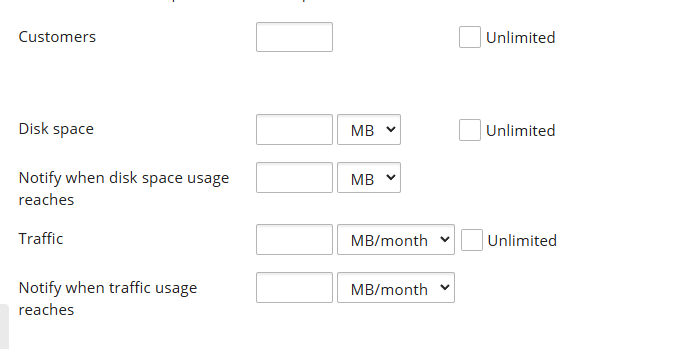 Customers
Unlimited
Disk space
MB
Unlimited
Notify when disk space usage
reaches
MB
Traffic
MB/month
Unlimited
Notify when traffic usage
reaches
MB/month